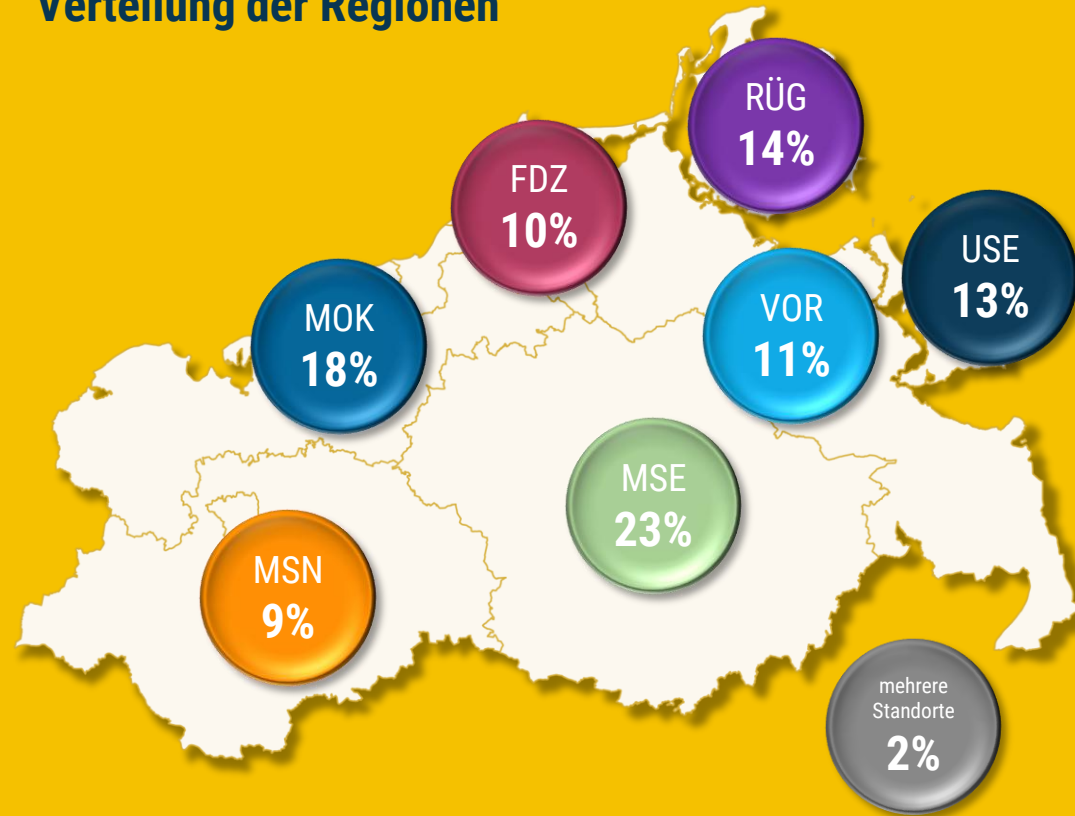 Verteilung der Regionen
RÜG
14%
FDZ
10%
USE
13%
MOK
18%
VOR
11%
MSE
23%
MSN
9%
mehrere
Standorte
2%